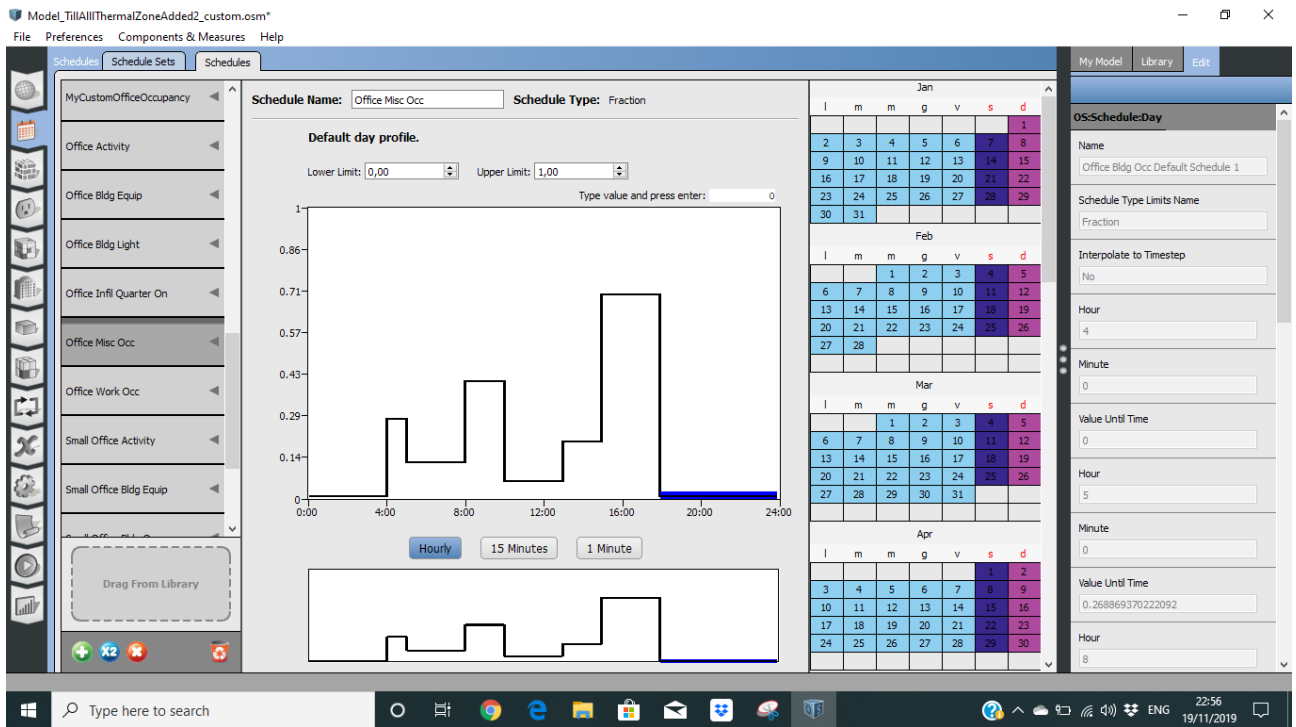 Model_TillAllIThermalZoneAdded2_custom.osm*
File Preferences Components & Measures Help
Schedules Schedule Sets Schedules
MyCustomOfficeOccupancy
Office Activity
Office Bldg Equip
Office Bldg Light
Office Infil Quarter On
Office Misc Occ
Office Work Occ
Small Office Activity
Small Office Bldg Equip
Drag From Library
X2
Schedule Name: Office Misc Occ Schedule Type: Fraction
Default day profile.
Lower Limit: 0,00 Upper Limit: 1,00
Type value and press enter: 0
1
0.86
0.71
0.57
0.43
0.29
0.14
0
0:00 4:00 8:00 12:00 16:00 20:00 24:00
Hourly 15 Minutes 1 Minute
Jan
l m m g v s d
1
2 3 4 5 6 7 8
9 10 11 12 13 14 15
16 17 18 19 20 21 22
23 24 25 26 27 28 29
30 31
Feb
l m m g v s d
1 2 3 4 5
6 7 8 9 10 11 12
13 14 15 16 17 18 19
20 21 22 23 24 25 26
27 28
Mar
l m m g v s d
1 2 3 4 5
6 7 8 9 10 11 12
13 14 15 16 17 18 19
20 21 22 23 24 25 26
27 28 29 30 31
Apr
l m m g v s d
1 2
3 4 5 6 7 8 9
10 11 12 13 14 15 16
17 18 19 20 21 22 23
24 25 26 27 28 29 30
My Model Library Edit
OS:Schedule:Day
Name
Office Bldg Occ Default Schedule 1
Schedule Type Limits Name
Fraction
Interpolate to Timestep
No
Hour
4
Minute
0
Value Until Time
0
Hour
5
Minute
0
Value Until Time
0.268869370222092
Hour
8
Type here to search
ENG
22:56
19/11/2019